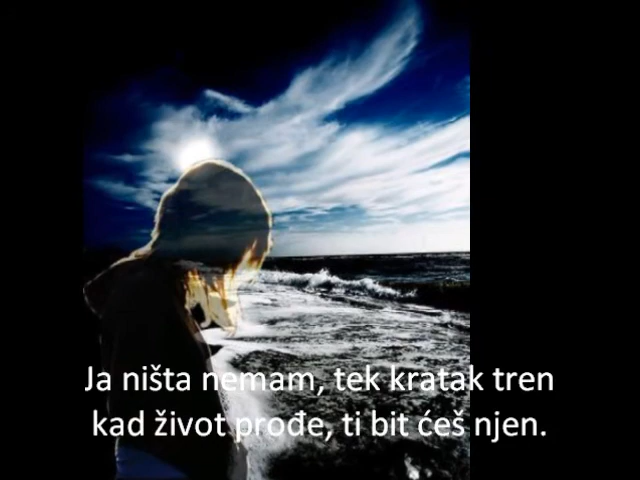 Ja ništa nemam, tek kratak tren
kad život prođe, ti bit ćeš njen.